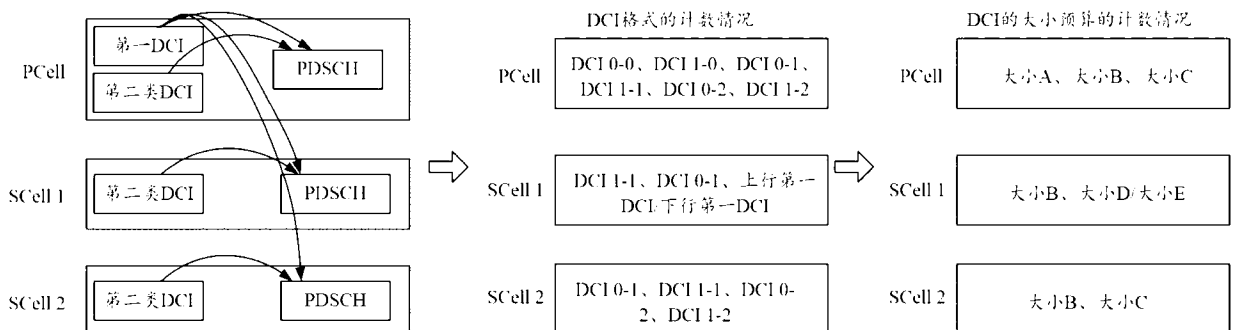 DCI格式的计数情况
DCI的大小预算的计数情况
PCell
第一DCI
第二类DCI
PDSCH
PCell
DCI 0-0、DCI 1-0、DCI 0-1、
DCI 1-1、DCI 0-2、DCI 1-2
PCell
大小A、大小B、大小C
SCell 1
第二类DCI
PDSCH
SCell 1
DCI 1-1、DCI 0-1、上行第一
DCI/下行第一DCI
SCell 1
大小B、大小D/大小E
SCell 2
第二类DCI
PDSCH
SCell 2
DCI 0-1、DCI 1-1、DCI 0-
2、DCI 1-2
SCell 2
大小B、大小C